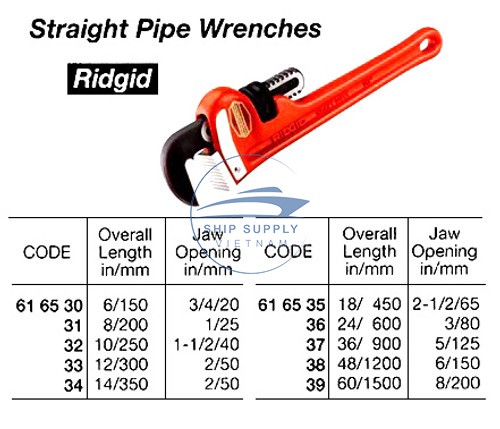 Straight Pipe Wrenches
Ridgid
RIDGID
SHIP SUPPLY
VIETNAM
CODE Overall Length in/mm Jaw Opening in/mm CODE Overall Length in/mm Jaw Opening in/mm
61 65 30 6/150 3/4/20 61 65 35 18/ 450 2-1/2/65
31 8/200 1/25 36 24/ 600 3/80
32 10/250 1-1/2/40 37 36/ 900 5/125
33 12/300 2/50 38 48/1200 6/150
34 14/350 2/50 39 60/1500 8/200